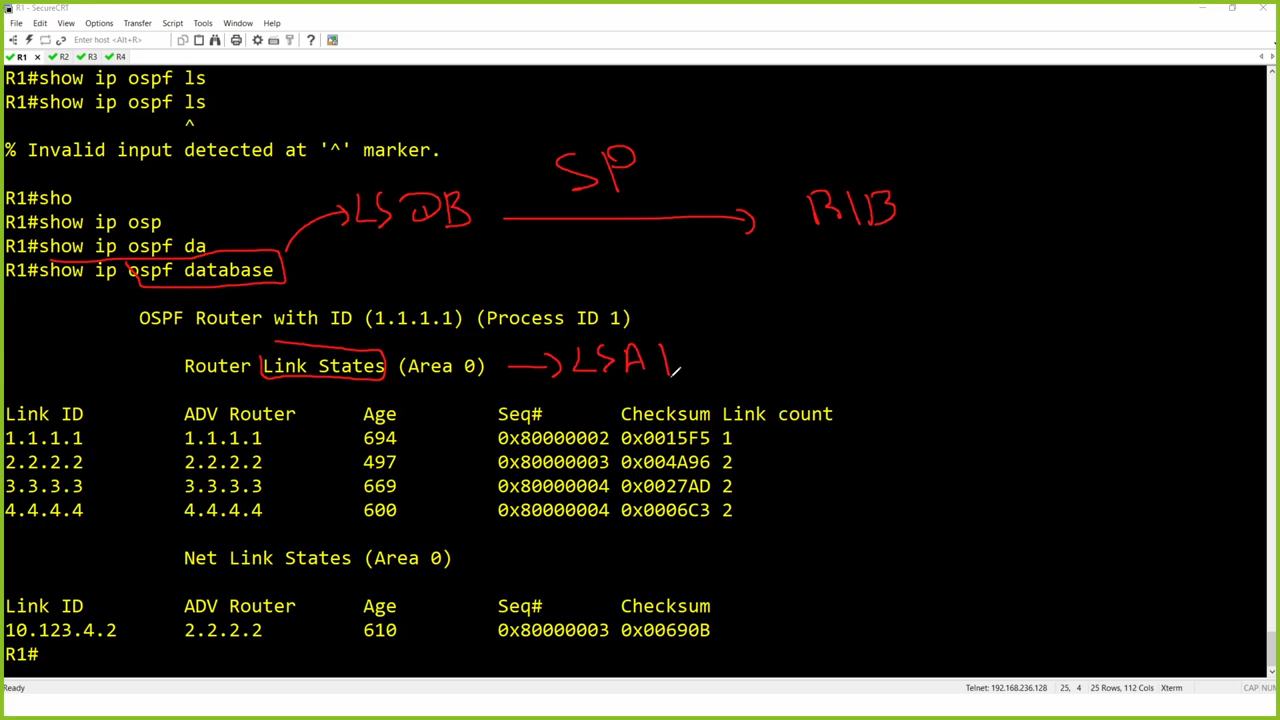 R1 - SecureCRT
File Edit View Options Transfer Script Tools Window Help
Enter host <Alt+R>
R1 R2 R3 R4
R1#show ip ospf ls
R1#show ip ospf ls
^
% Invalid input detected at '^' marker.
SP
R1#sho
LSDB RIB
R1#show ip osp
R1#show ip ospf da
R1#show ip ospf database
OSPF Router with ID (1.1.1.1) (Process ID 1)
Router Link States (Area 0) LSA 1
Link ID ADV Router Age Seq# Checksum Link count
1.1.1.1 1.1.1.1 694 0x80000002 0x0015F5 1
2.2.2.2 2.2.2.2 497 0x80000003 0x004A96 2
3.3.3.3 3.3.3.3 669 0x80000004 0x0027AD 2
4.4.4.4 4.4.4.4 600 0x80000004 0x0006C3 2
Net Link States (Area 0)
Link ID ADV Router Age Seq# Checksum
10.123.4.2 2.2.2.2 610 0x80000003 0x00690B
R1#
Ready Telnet: 192.168.236.128 25, 4 25 Rows, 112 Cols Xterm CAP NUM